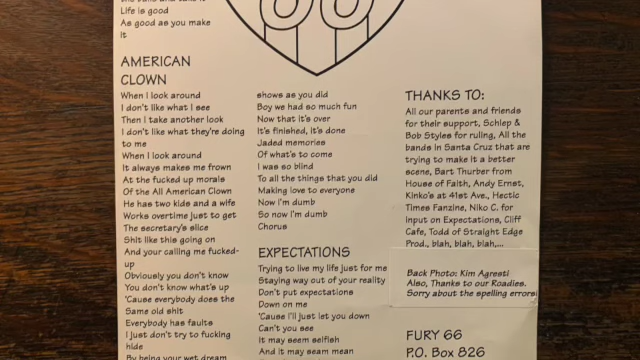 Life is good
As good as you make
it
AMERICAN
CLOWN
When I look around
I don't like what I see
Then I take another look
I don't like what they're doing
to me
When I look around
It always makes me frown
At the fucked up morals
Of the All American Clown
He has two kids and a wife
Works overtime just to get
The secretary's slice
Shit like this going on
And your calling me fucked-
up
Obviously you don't know
You don't know what's up
'Cause everybody does the
Same old shit
Everybody has faults
I just don't try to fucking
hide
By being your wet dream
66
shows as you did
Boy we had so much fun
Now that it's over
It's finished, it's done
Jaded memories
Of what's to come
I was so blind
To all the things that you did
Making love to everyone
Now I'm dumb
So now I'm dumb
Chorus
EXPECTATIONS
Trying to live my life just for me
Staying way out of your reality
Don't put expectations
Down on me
'Cause I'll just let you down
Can't you see
It may seem selfish
And it may seem mean
THANKS TO:
All our parents and friends
for their support, Schlep &
Bob Styles for ruling, All the
bands in Santa Cruz that are
trying to make it a better
scene, Bart Thurber from
House of Faith, Andy Ernst,
Kinko's at 41st Ave., Hectic
Times Fanzine, Niko C. for
input on Expectations, Cliff
Cafe, Todd of Straight Edge
Prod., blah, blah, blah,...
Back Photo: Kim Agresti
Also, Thanks to our Roadies.
Sorry about the spelling errors!
FURY 66
P.O. Box 826